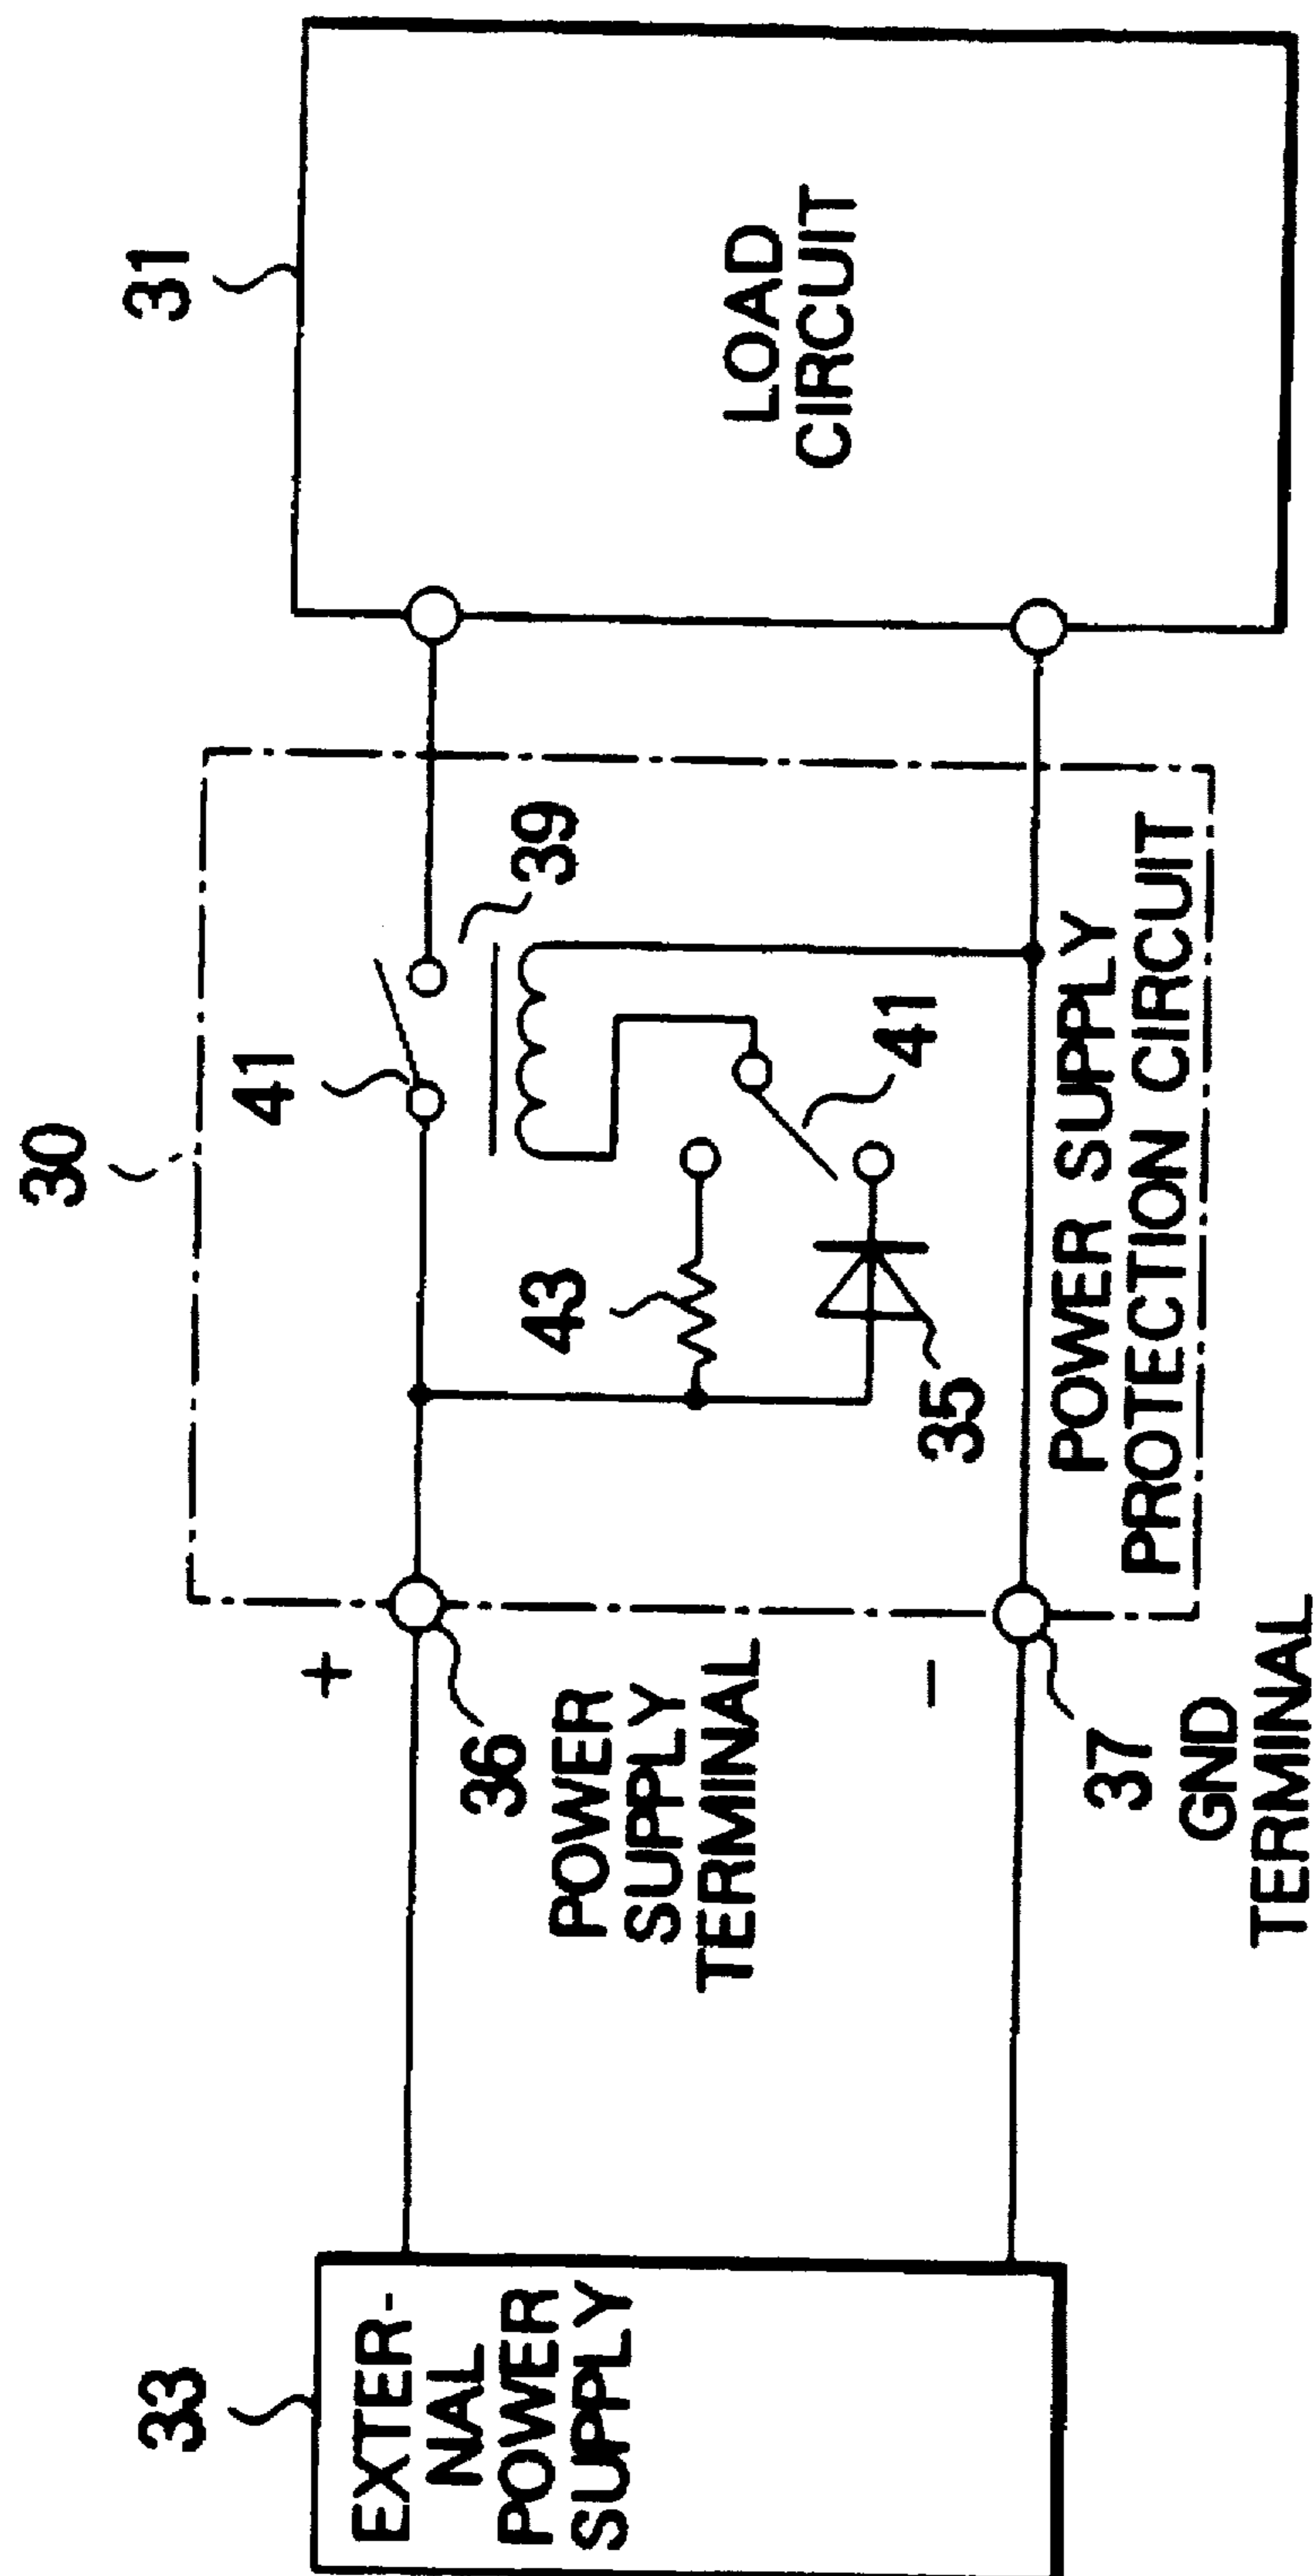 30
31
41
39
LOAD
CIRCUIT
33
EXTER-
NAL
POWER
SUPPLY
+
36
POWER
SUPPLY
TERMINAL
43
41
35
-
37
GND
TERMINAL
POWER SUPPLY
PROTECTION CIRCUIT